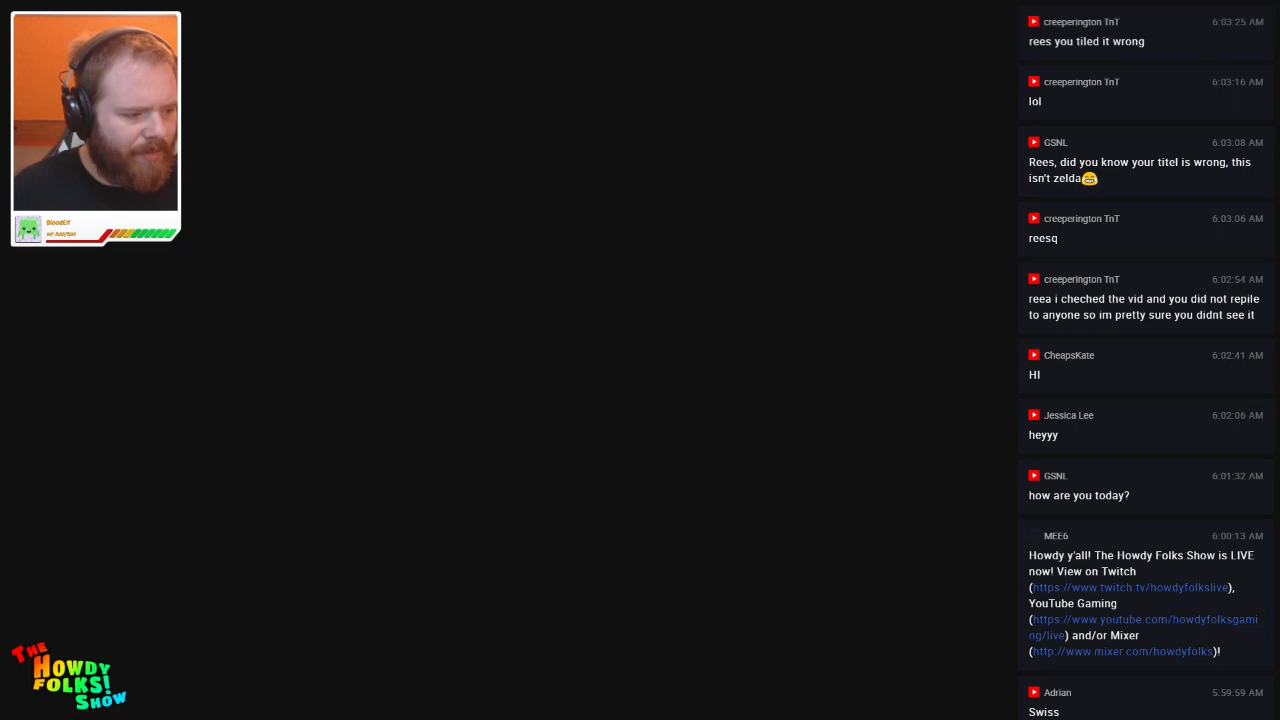 BloodElf
HP 500/500
THE
HOWDY
FOLKS!
SHOW
creeperington TnT 6:03:25 AM
rees you tiled it wrong
creeperington TnT 6:03:16 AM
lol
GSNL 6:03:08 AM
Rees, did you know your titel is wrong, this
isn't zelda😂
creeperington TnT 6:03:06 AM
reesq
creeperington TnT 6:02:54 AM
reea i cheched the vid and you did not repile
to anyone so im pretty sure you didnt see it
CheapsKate 6:02:41 AM
HI
Jessica Lee 6:02:06 AM
heyyy
GSNL 6:01:32 AM
how are you today?
MEE6 6:00:13 AM
Howdy y'all! The Howdy Folks Show is LIVE
now! View on Twitch
(https://www.twitch.tv/howdyfolkslive),
YouTube Gaming
(https://www.youtube.com/howdyfolksgami
ng/live) and/or Mixer
(http://www.mixer.com/howdyfolks)!
Adrian 5:59:59 AM
Swiss